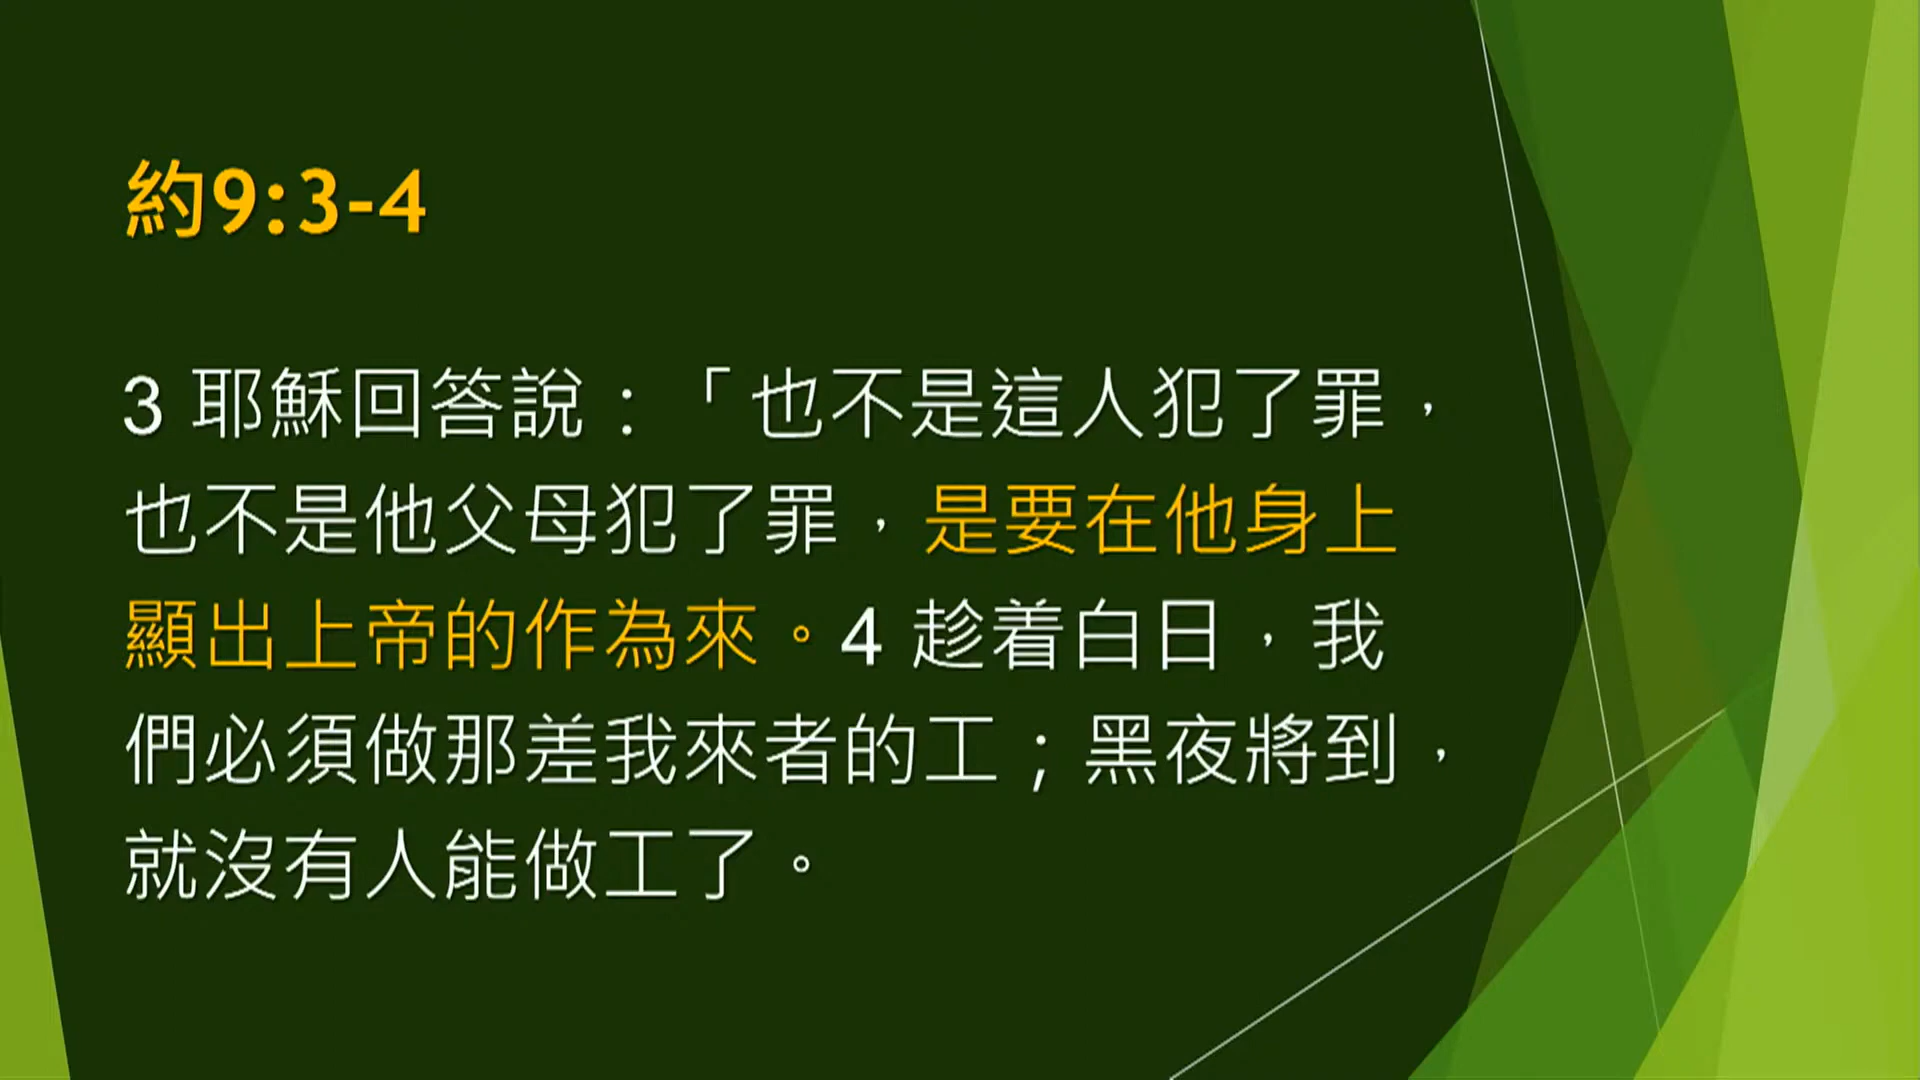 約9:3-4
3 耶穌回答說：「也不是這人犯了罪，
也不是他父母犯了罪，是要在他身上
顯出上帝的作為來。4 趁着白日，我
們必須做那差我來者的工；黑夜將到，
就沒有人能做工了。